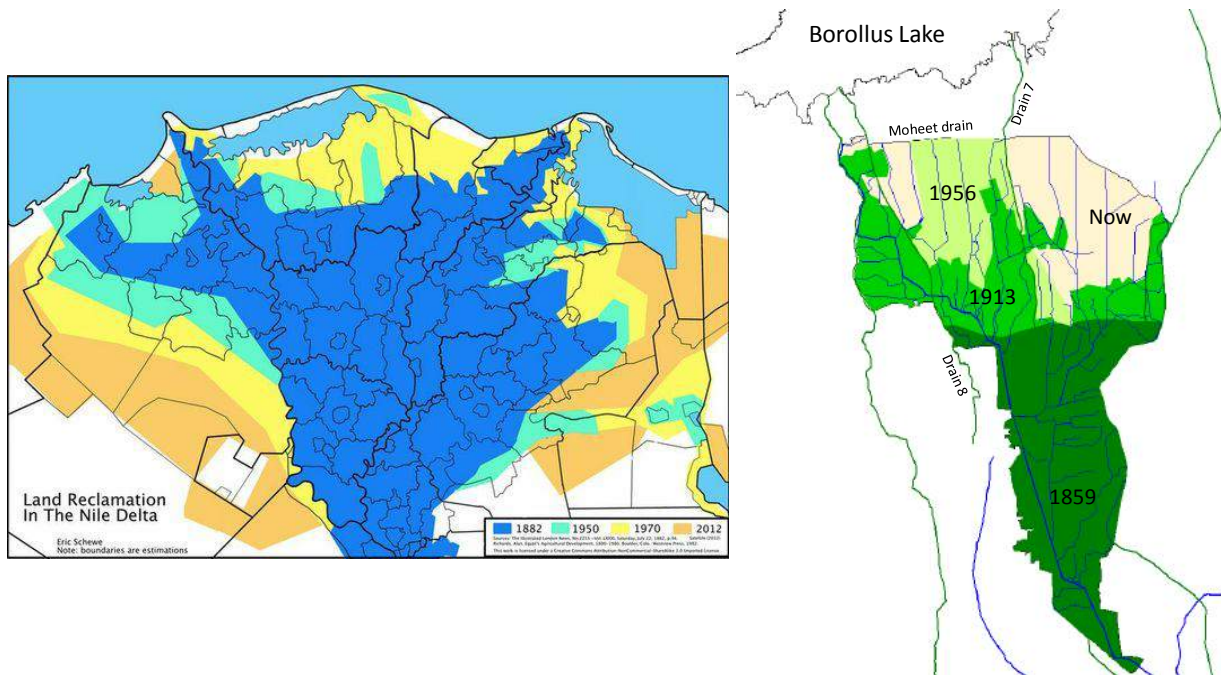 Land Reclamation
In The Nile Delta
Eric Schewe
Note: boundaries are estimations
1882 1950 1970 2012
Borollus Lake
Drain 7
Moheet drain
1956
Now
1913
Drain 8
1859